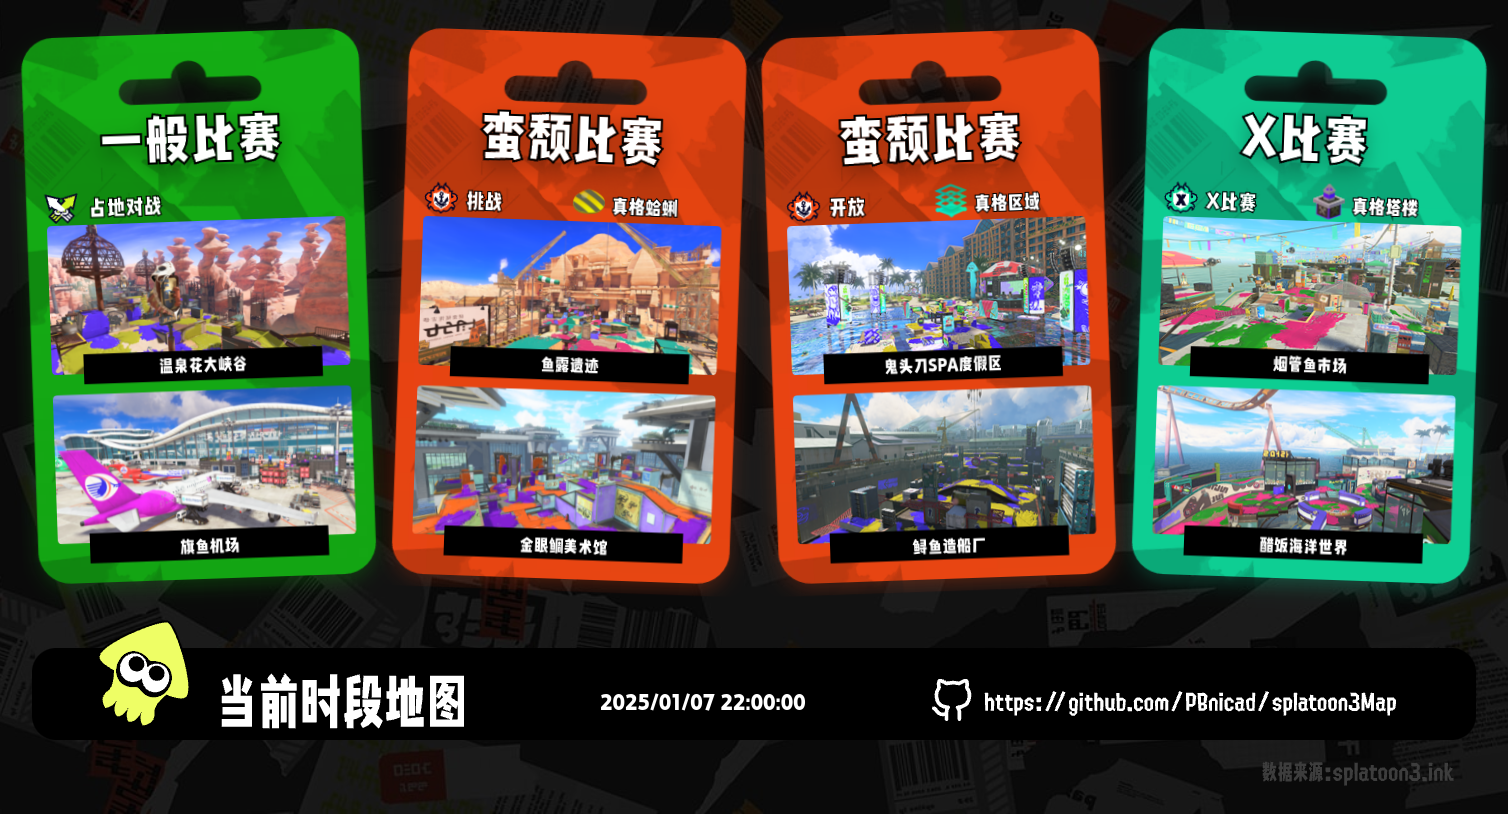 一般比赛
占地对战
温泉花大峡谷
旗鱼机场
蛮颓比赛
挑战
真格蛤蜊
鱼露遗迹
金眼鲷美术馆
蛮颓比赛
开放
真格区域
鬼头刀SPA度假区
鲟鱼造船厂
X比赛
X比赛
真格塔楼
烟管鱼市场
醋饭海洋世界
当前时段地图
2025/01/07 22:00:00
https://github.com/PBnicad/splatoon3Map
数据来源:splatoon3.ink